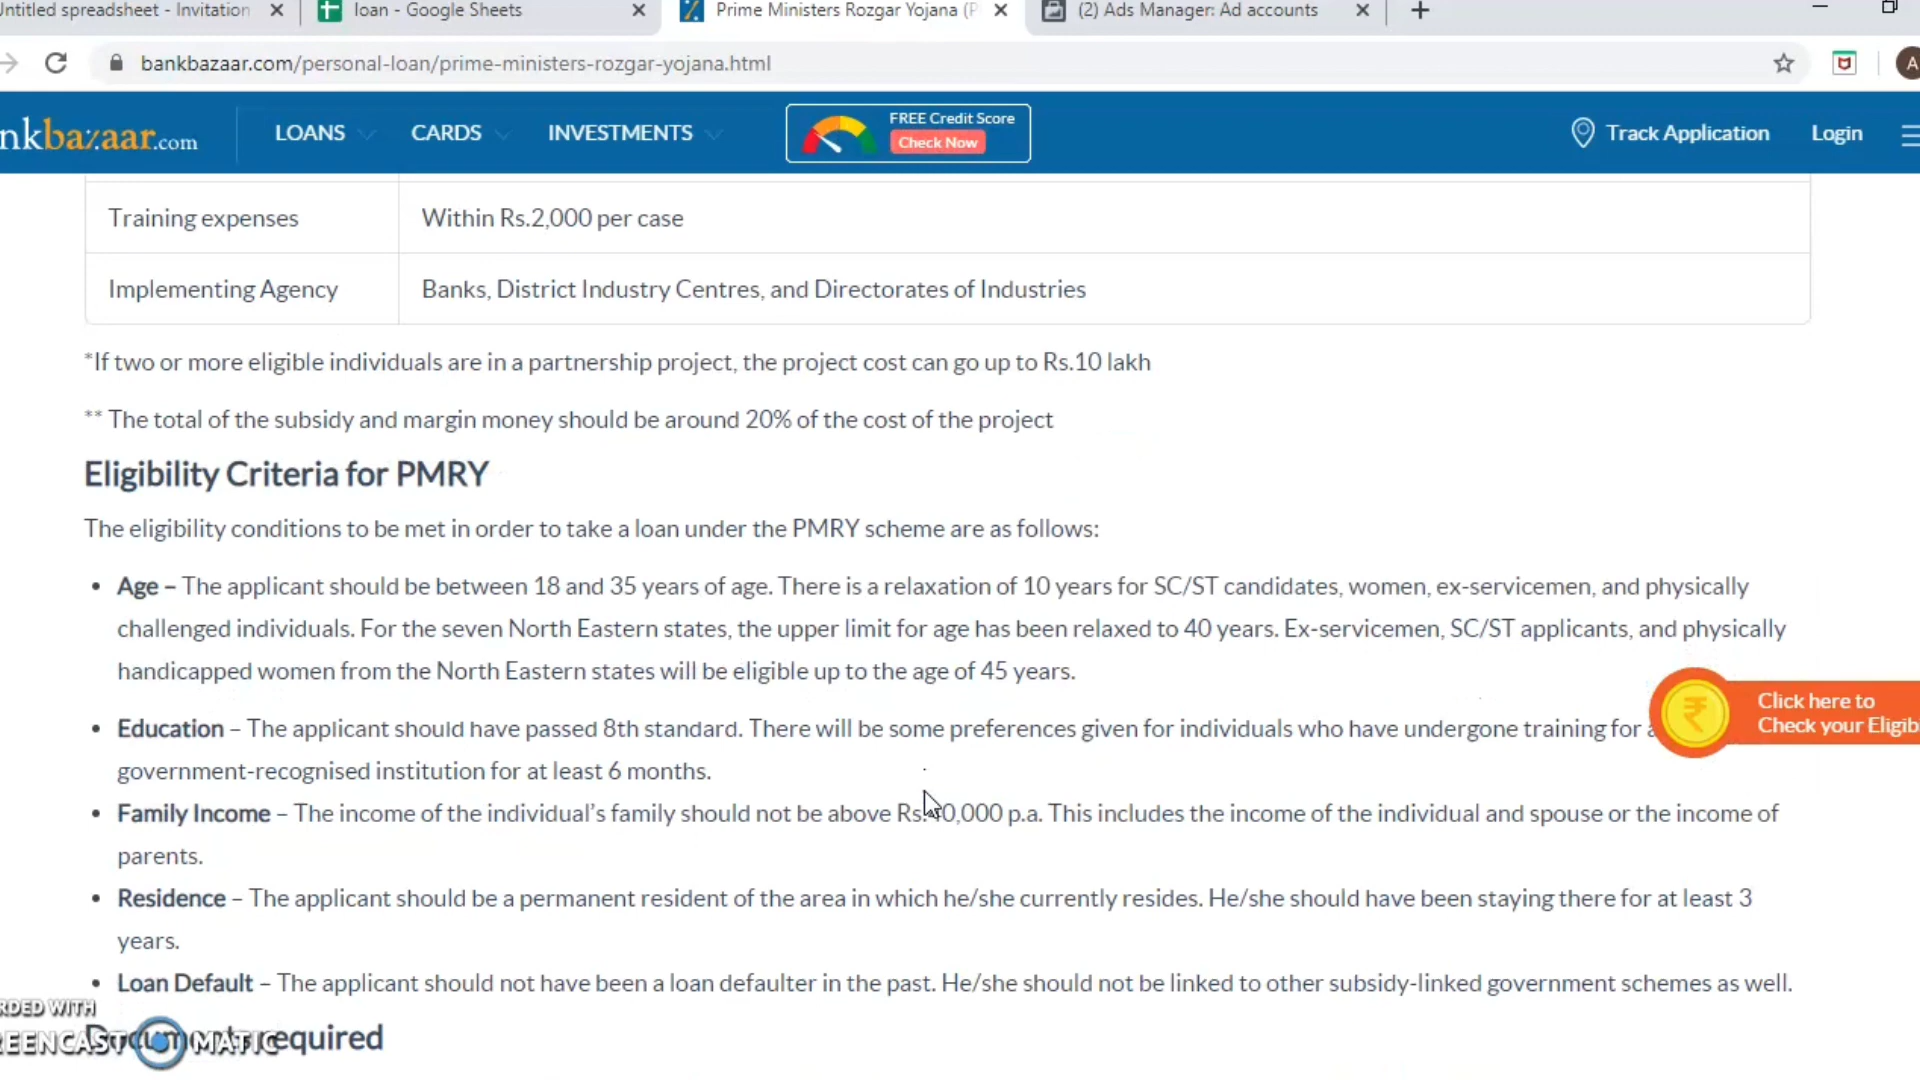 Untitled spreadsheet - Invitation
loan - Google Sheets
Prime Ministers Rozgar Yojana (P
(2) Ads Manager: Ad accounts
bankbazaar.com/personal-loan/prime-ministers-rozgar-yojana.html
A
nkbazaar.com
LOANS
CARDS
INVESTMENTS
FREE Credit Score
Check Now
Track Application
Login
Training expenses
Within Rs.2,000 per case
Implementing Agency
Banks, District Industry Centres, and Directorates of Industries
*If two or more eligible individuals are in a partnership project, the project cost can go up to Rs.10 lakh
** The total of the subsidy and margin money should be around 20% of the cost of the project
Eligibility Criteria for PMRY
The eligibility conditions to be met in order to take a loan under the PMRY scheme are as follows:
• Age – The applicant should be between 18 and 35 years of age. There is a relaxation of 10 years for SC/ST candidates, women, ex-servicemen, and physically
challenged individuals. For the seven North Eastern states, the upper limit for age has been relaxed to 40 years. Ex-servicemen, SC/ST applicants, and physically
handicapped women from the North Eastern states will be eligible up to the age of 45 years.
• Education – The applicant should have passed 8th standard. There will be some preferences given for individuals who have undergone training for
government-recognised institution for at least 6 months.
• Family Income – The income of the individual's family should not be above p.a. This includes the income of the individual and spouse or the income of
parents.
• Residence – The applicant should be a permanent resident of the area in which he/she currently resides. He/she should have been staying there for at least 3
years.
• Loan Default – The applicant should not have been a loan defaulter in the past. He/she should not be linked to other subsidy-linked government schemes as well.
required
Click here to
Check your Eligib
RDED WITH
REENCAST MATIC